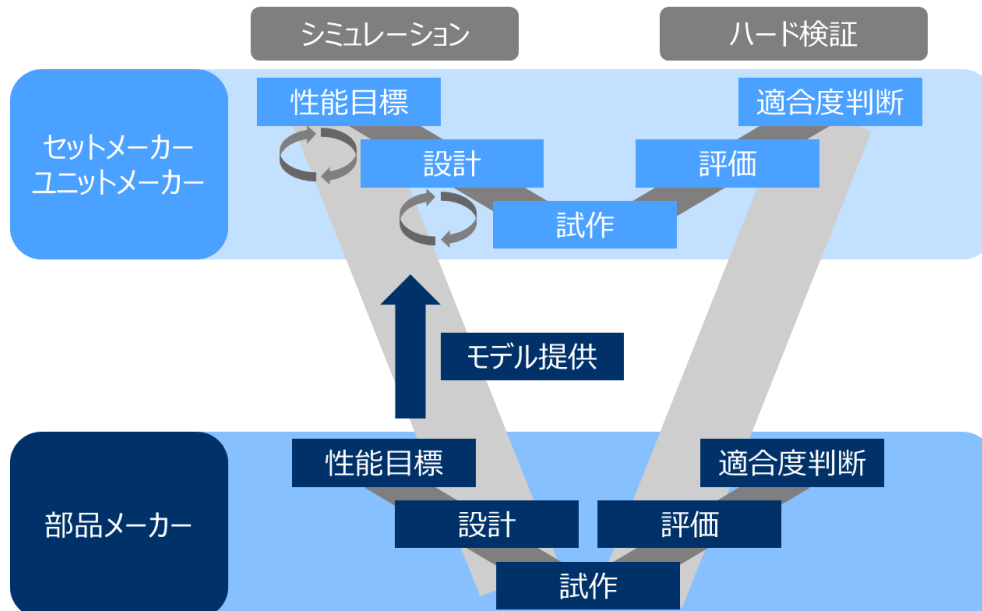 シミュレーション
ハード検証
セットメーカー
ユニットメーカー
性能目標
設計
試作
評価
適合度判断
モデル提供
部品メーカー
性能目標
設計
試作
評価
適合度判断